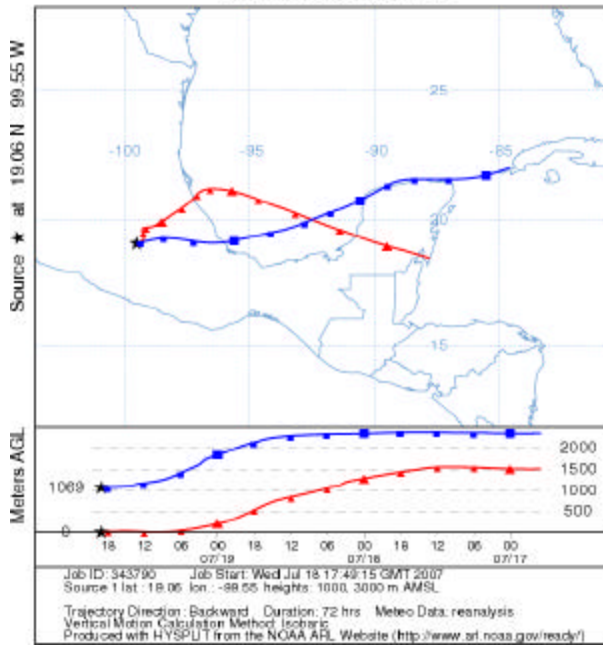 Source ★ at 19.06 N 99.55 W
25
-100
-95
-90
-85
20
15
Meters AGL
1069
0
2000
1500
1000
500
18 12 06 00 18 12 06 00 18 12 06 00
07/19 07/16 07/17
Job ID: 343790 Job Start: Wed Jul 18 17:49:15 GMT 2007
Source 1 lat : 19.06 lon.: -99.55 heights: 1000, 3000 m AMSL
Trajectory Direction: Backward Duration: 72 hrs Meteo Data: reanalysis
Vertical Motion Calculation Method: Isobaric
Produced with HYSPLIT from the NOAA ARL Website (http://www.arl.noaa.gov/ready/)